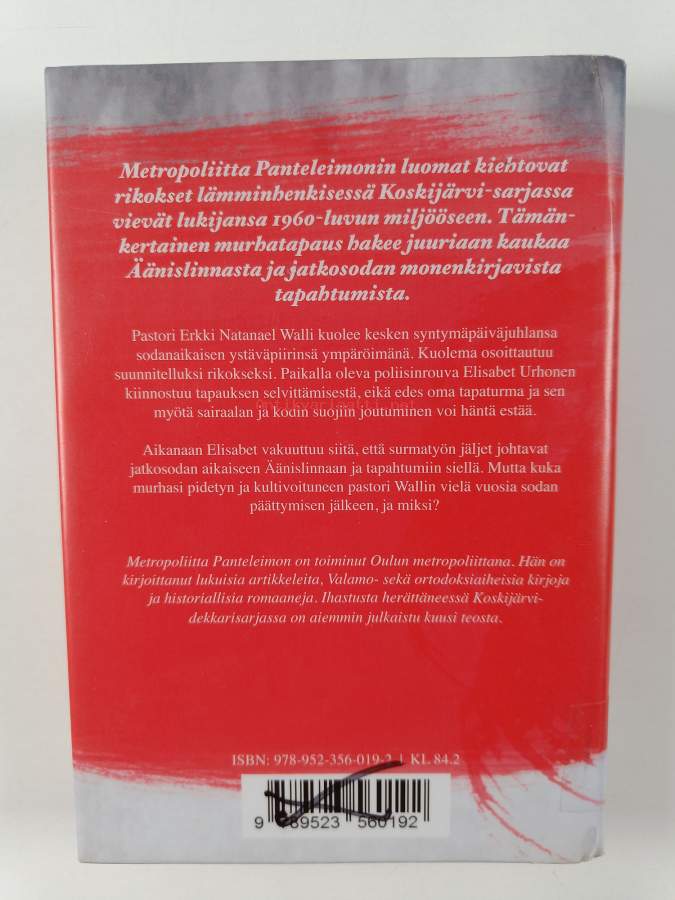 Metropoliitta Panteleimonin luomat kiehtovat
rikokset lämminhenkisessä Koskijärvi-sarjassa
vievät lukijansa 1960-luvun miljööseen. Tämän-
kertainen murhatapaus hakee juuriaan kaukaa
Äänislinnasta ja jatkosodan monenkirjavista
tapahtumista.
Pastori Erkki Natanael Walli kuolee kesken syntymäpäiväjuhlansa
sodanaikaisen ystäväpiirinsä ympäröimänä. Kuolema osoittautuu
suunnitelluksi rikokseksi. Paikalla oleva poliisinrouva Elisabet Urhonen
kiinnostuu tapauksen selvittämisestä, eikä edes oma tapaturma ja sen
antikvariaatti.net
myötä sairaalan ja kodin suojiin joutuminen voi häntä estää.
Aikanaan Elisabet vakuuttuu siitä, että surmatyön jäljet johtavat
jatkosodan aikaiseen Äänislinnaan ja tapahtumiin siellä. Mutta kuka
murhasi pidetyn ja kultivoituneen pastori Wallin vielä vuosia sodan
päättymisen jälkeen, ja miksi?
Metropoliitta Panteleimon on toiminut Oulun metropoliittana. Hän on
kirjoittanut lukuisia artikkeleita, Valamo- sekä ortodoksiaiheisia kirjoja
ja historiallisia romaaneja. Ihastusta herättäneessä Koskijärvi-
dekkarisarjassa on aiemmin julkaistu kuusi teosta.
ISBN: 978-952-356-019-2 | KL 84.2
9 789523 560192